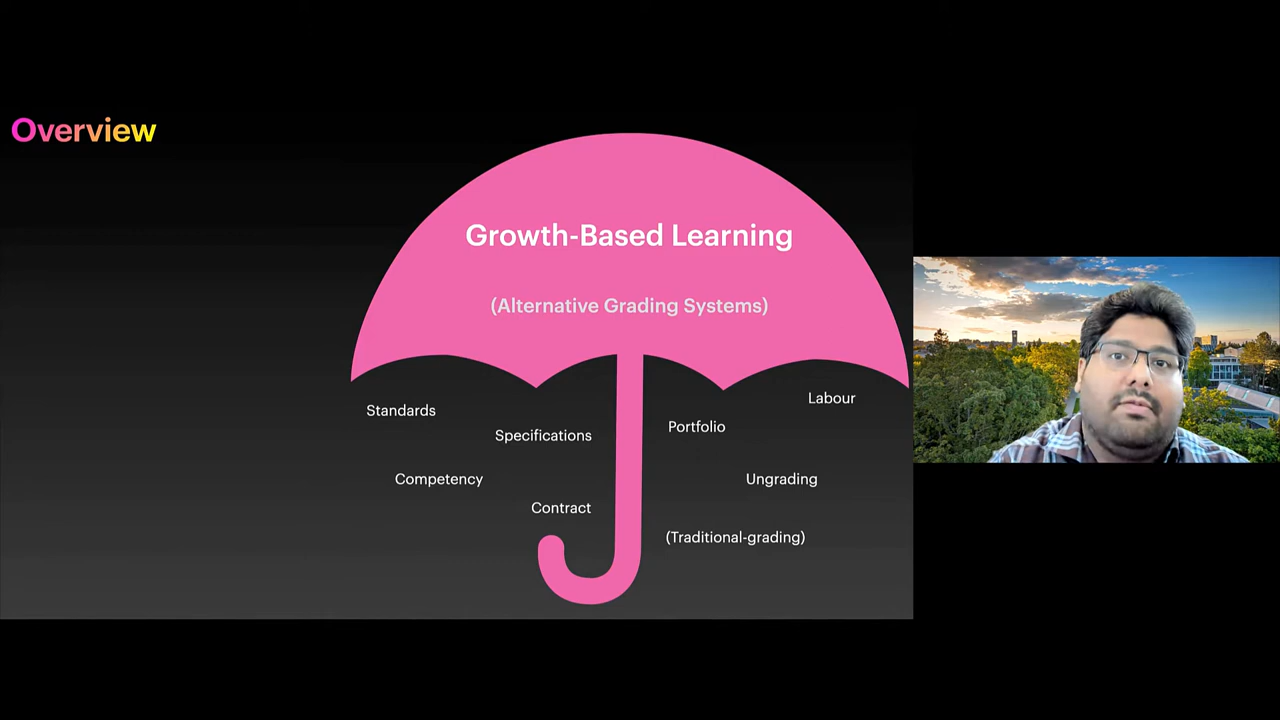 Overview
Growth-Based Learning
(Alternative Grading Systems)
Labour
Standards
Portfolio
Specifications
Competency
Ungrading
Contract
(Traditional-grading)